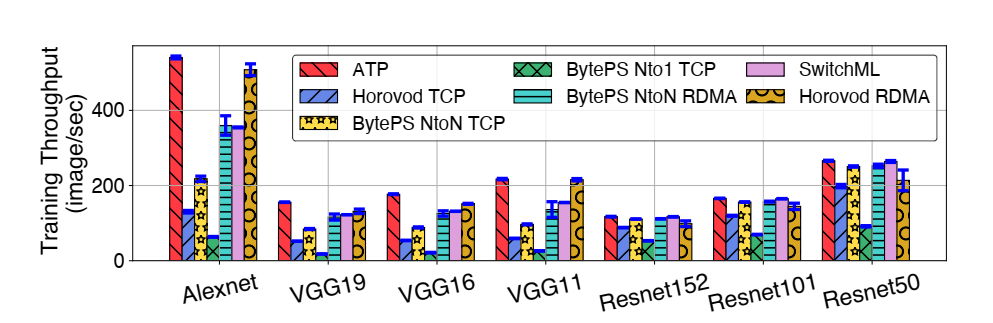 Training Throughput
(image/sec)
400
200
0
ATP
Horovod TCP
BytePS NtoN TCP
BytePS Nto1 TCP
BytePS NtoN RDMA
SwitchML
Horovod RDMA
Alexnet
VGG19
VGG16
VGG11
Resnet152
Resnet101
Resnet50